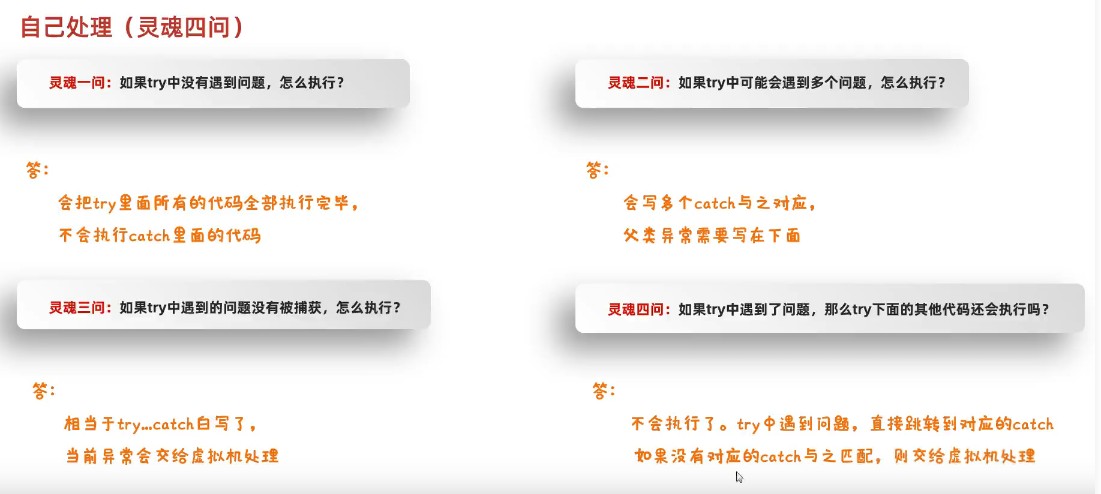 自己处理（灵魂四问）
灵魂一问：如果try中没有遇到问题，怎么执行？
答：
会把try里面所有的代码全部执行完毕，
不会执行catch里面的代码
灵魂二问：如果try中可能会遇到多个问题，怎么执行？
答：
会写多个catch与之对应，
父类异常需要写在下面
灵魂三问：如果try中遇到的问题没有被捕获，怎么执行？
答：
相当于try...catch白写了，
当前异常会交给虚拟机处理
灵魂四问：如果try中遇到了问题，那么try下面的其他代码还会执行吗？
答：
不会执行了。try中遇到问题，直接跳转到对应的catch
如果没有对应的catch与之匹配，则交给虚拟机处理